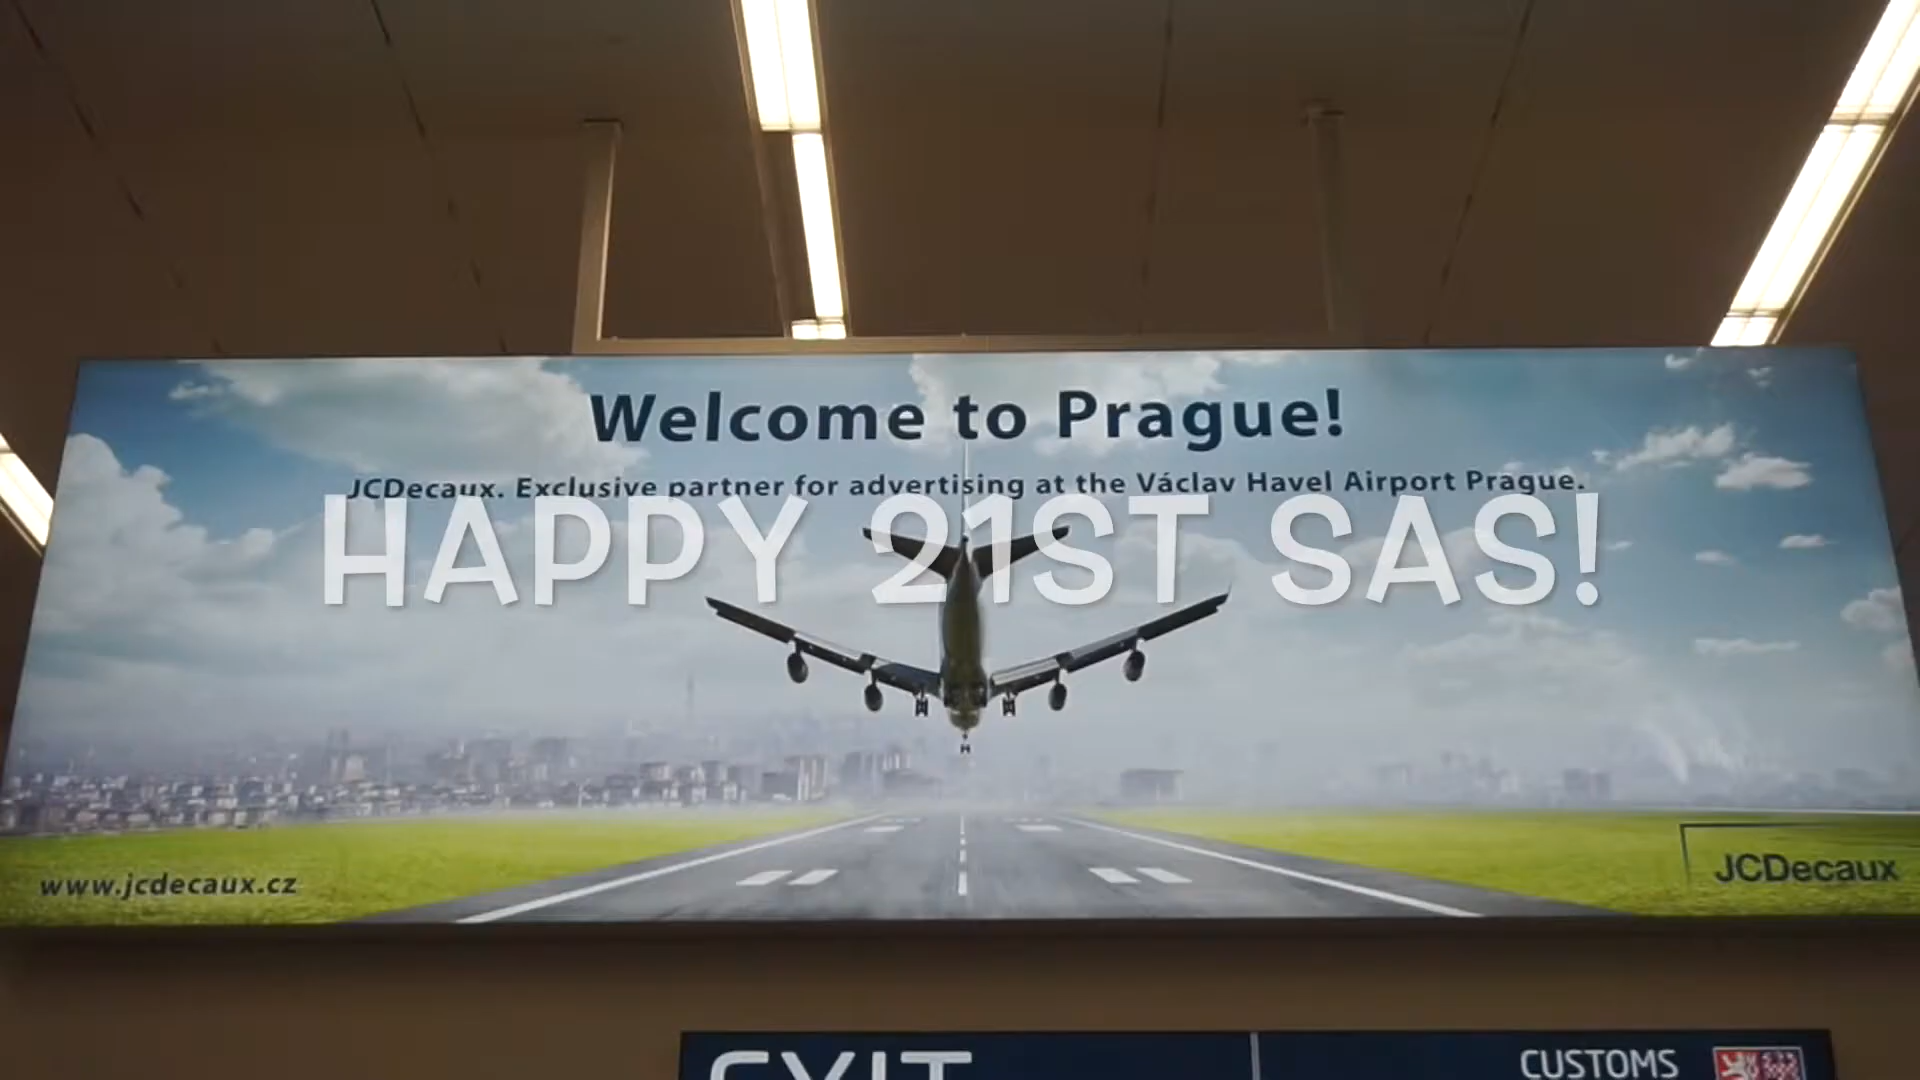 Welcome to Prague!
JCDecaux. Exclusive partner for advertising at the Václav Havel Airport Prague.
HAPPY 21ST SAS!
www.jcdecaux.cz
JCDecaux
EXIT
CUSTOMS